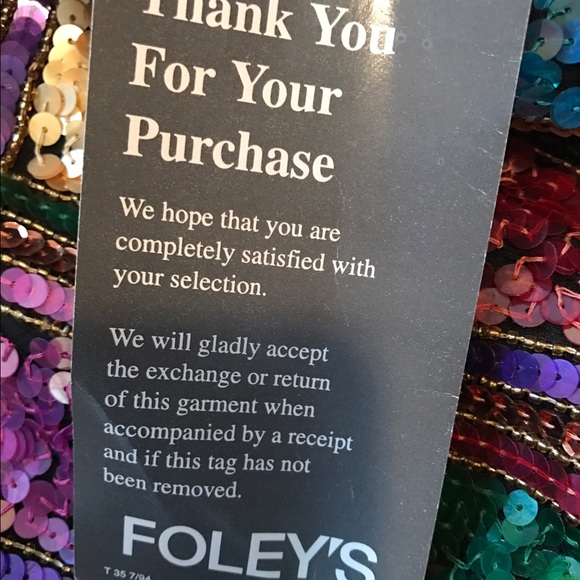 Thank You
For Your
Purchase
We hope that you are
completely satisfied with
your selection.
We will gladly accept
the exchange or return
of this garment when
accompanied by a receipt
and if this tag has not
been removed.
FOLEY'S
T 35 7/94